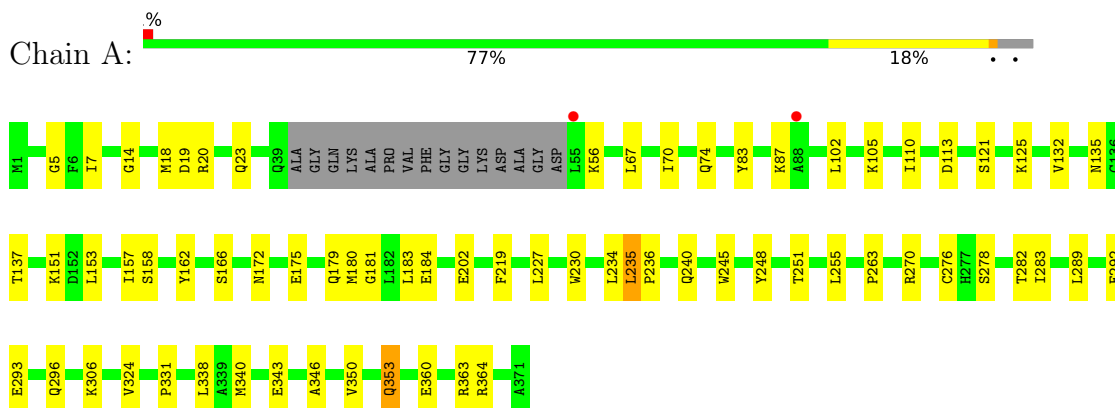 .%
Chain A:
77% 18% . .
M1 G5 F6 I7 G14 M18 D19 R20 Q23 Q39 ALA GLY GLN LYS ALA PRO VAL PHE GLY GLY LYS ASP ALA GLY ASP L55 K56 L67 I70 Q74 Y83 K87 A88 L102 K105 I110 D113 S121 K125 V132 N135 G136
T137 K151 D152 L153 I157 S158 Y162 S166 N172 E175 Q179 M180 G181 L182 L183 E184 E202 F219 L227 W230 L234 L235 P236 Q240 W245 Y248 T251 L255 P263 R270 C276 H277 S278 T282 I283 L289
E293 Q296 K306 V324 P331 L338 A339 M340 E343 A346 V350 Q353 E360 R363 R364 A371